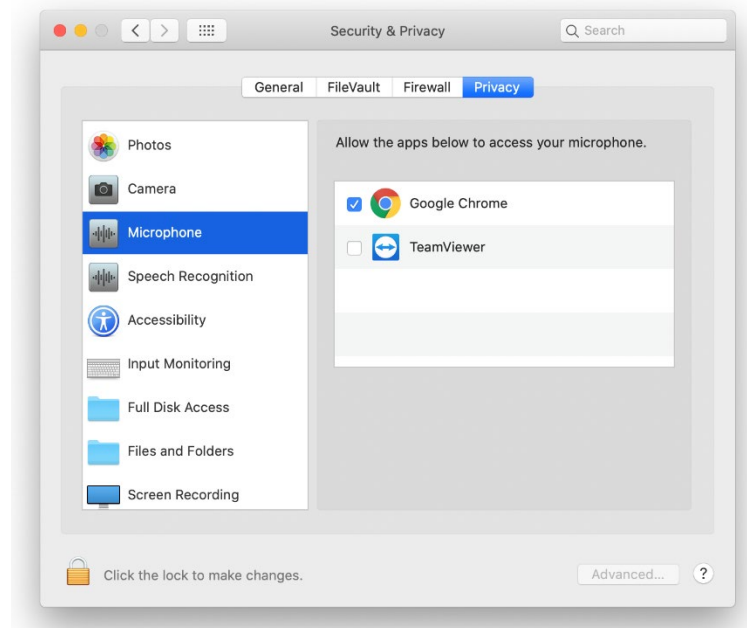 Security & Privacy
Search
General
FileVault
Firewall
Privacy
Photos
Camera
Microphone
Speech Recognition
Accessibility
Input Monitoring
Full Disk Access
Files and Folders
Screen Recording
Allow the apps below to access your microphone.
Google Chrome
TeamViewer
Click the lock to make changes.
Advanced...
?